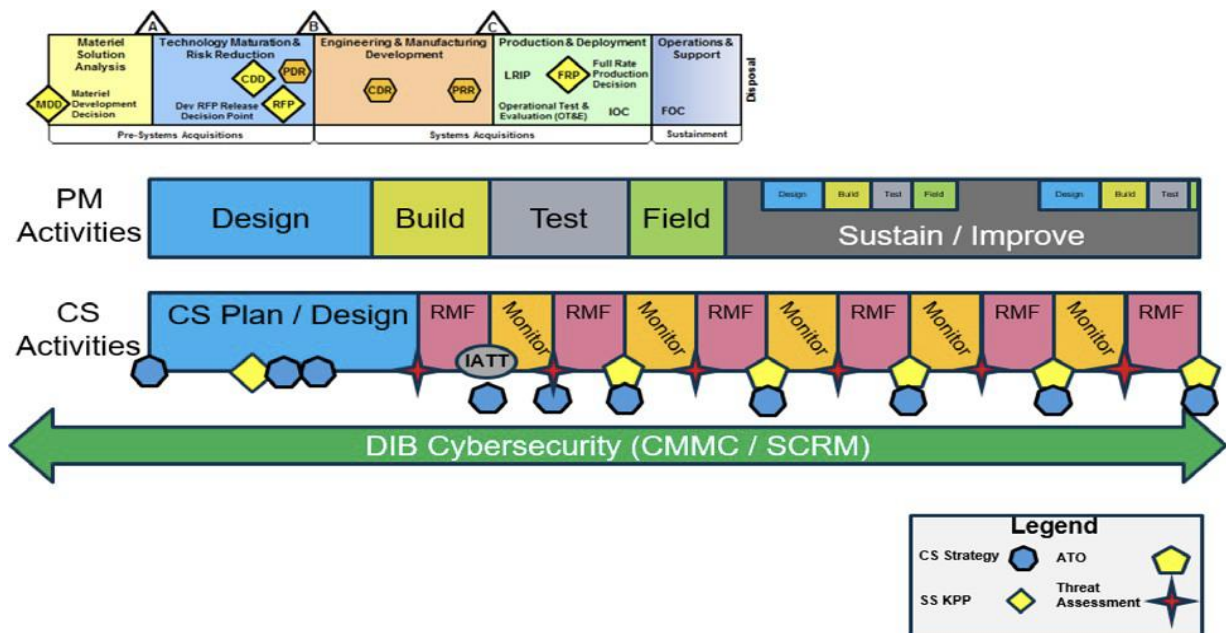 A
B
C
Materiel
Solution
Analysis
Technology Maturation &
Risk Reduction
Engineering & Manufacturing
Development
Production & Deployment
Operations &
Support
Disposal
MDD
Materiel
Development
Decision
CDD
PDR
Dev RFP Release
Decision Point
RFP
CDR
PRR
LRIP
FRP
Full Rate
Production
Decision
Operational Test &
Evaluation (OT&E)
IOC
FOC
Pre-Systems Acquisitions
Systems Acquisitions
Sustainment
PM
Activities
Design
Build
Test
Field
Design
Build
Test
Field
Design
Build
Test
Sustain / Improve
CS
Activities
CS Plan / Design
RMF
Monitor
RMF
Monitor
RMF
Monitor
RMF
Monitor
RMF
Monitor
RMF
IATT
DIB Cybersecurity (CMMC / SCRM)
Legend
CS Strategy
ATO
SS KPP
Threat
Assessment